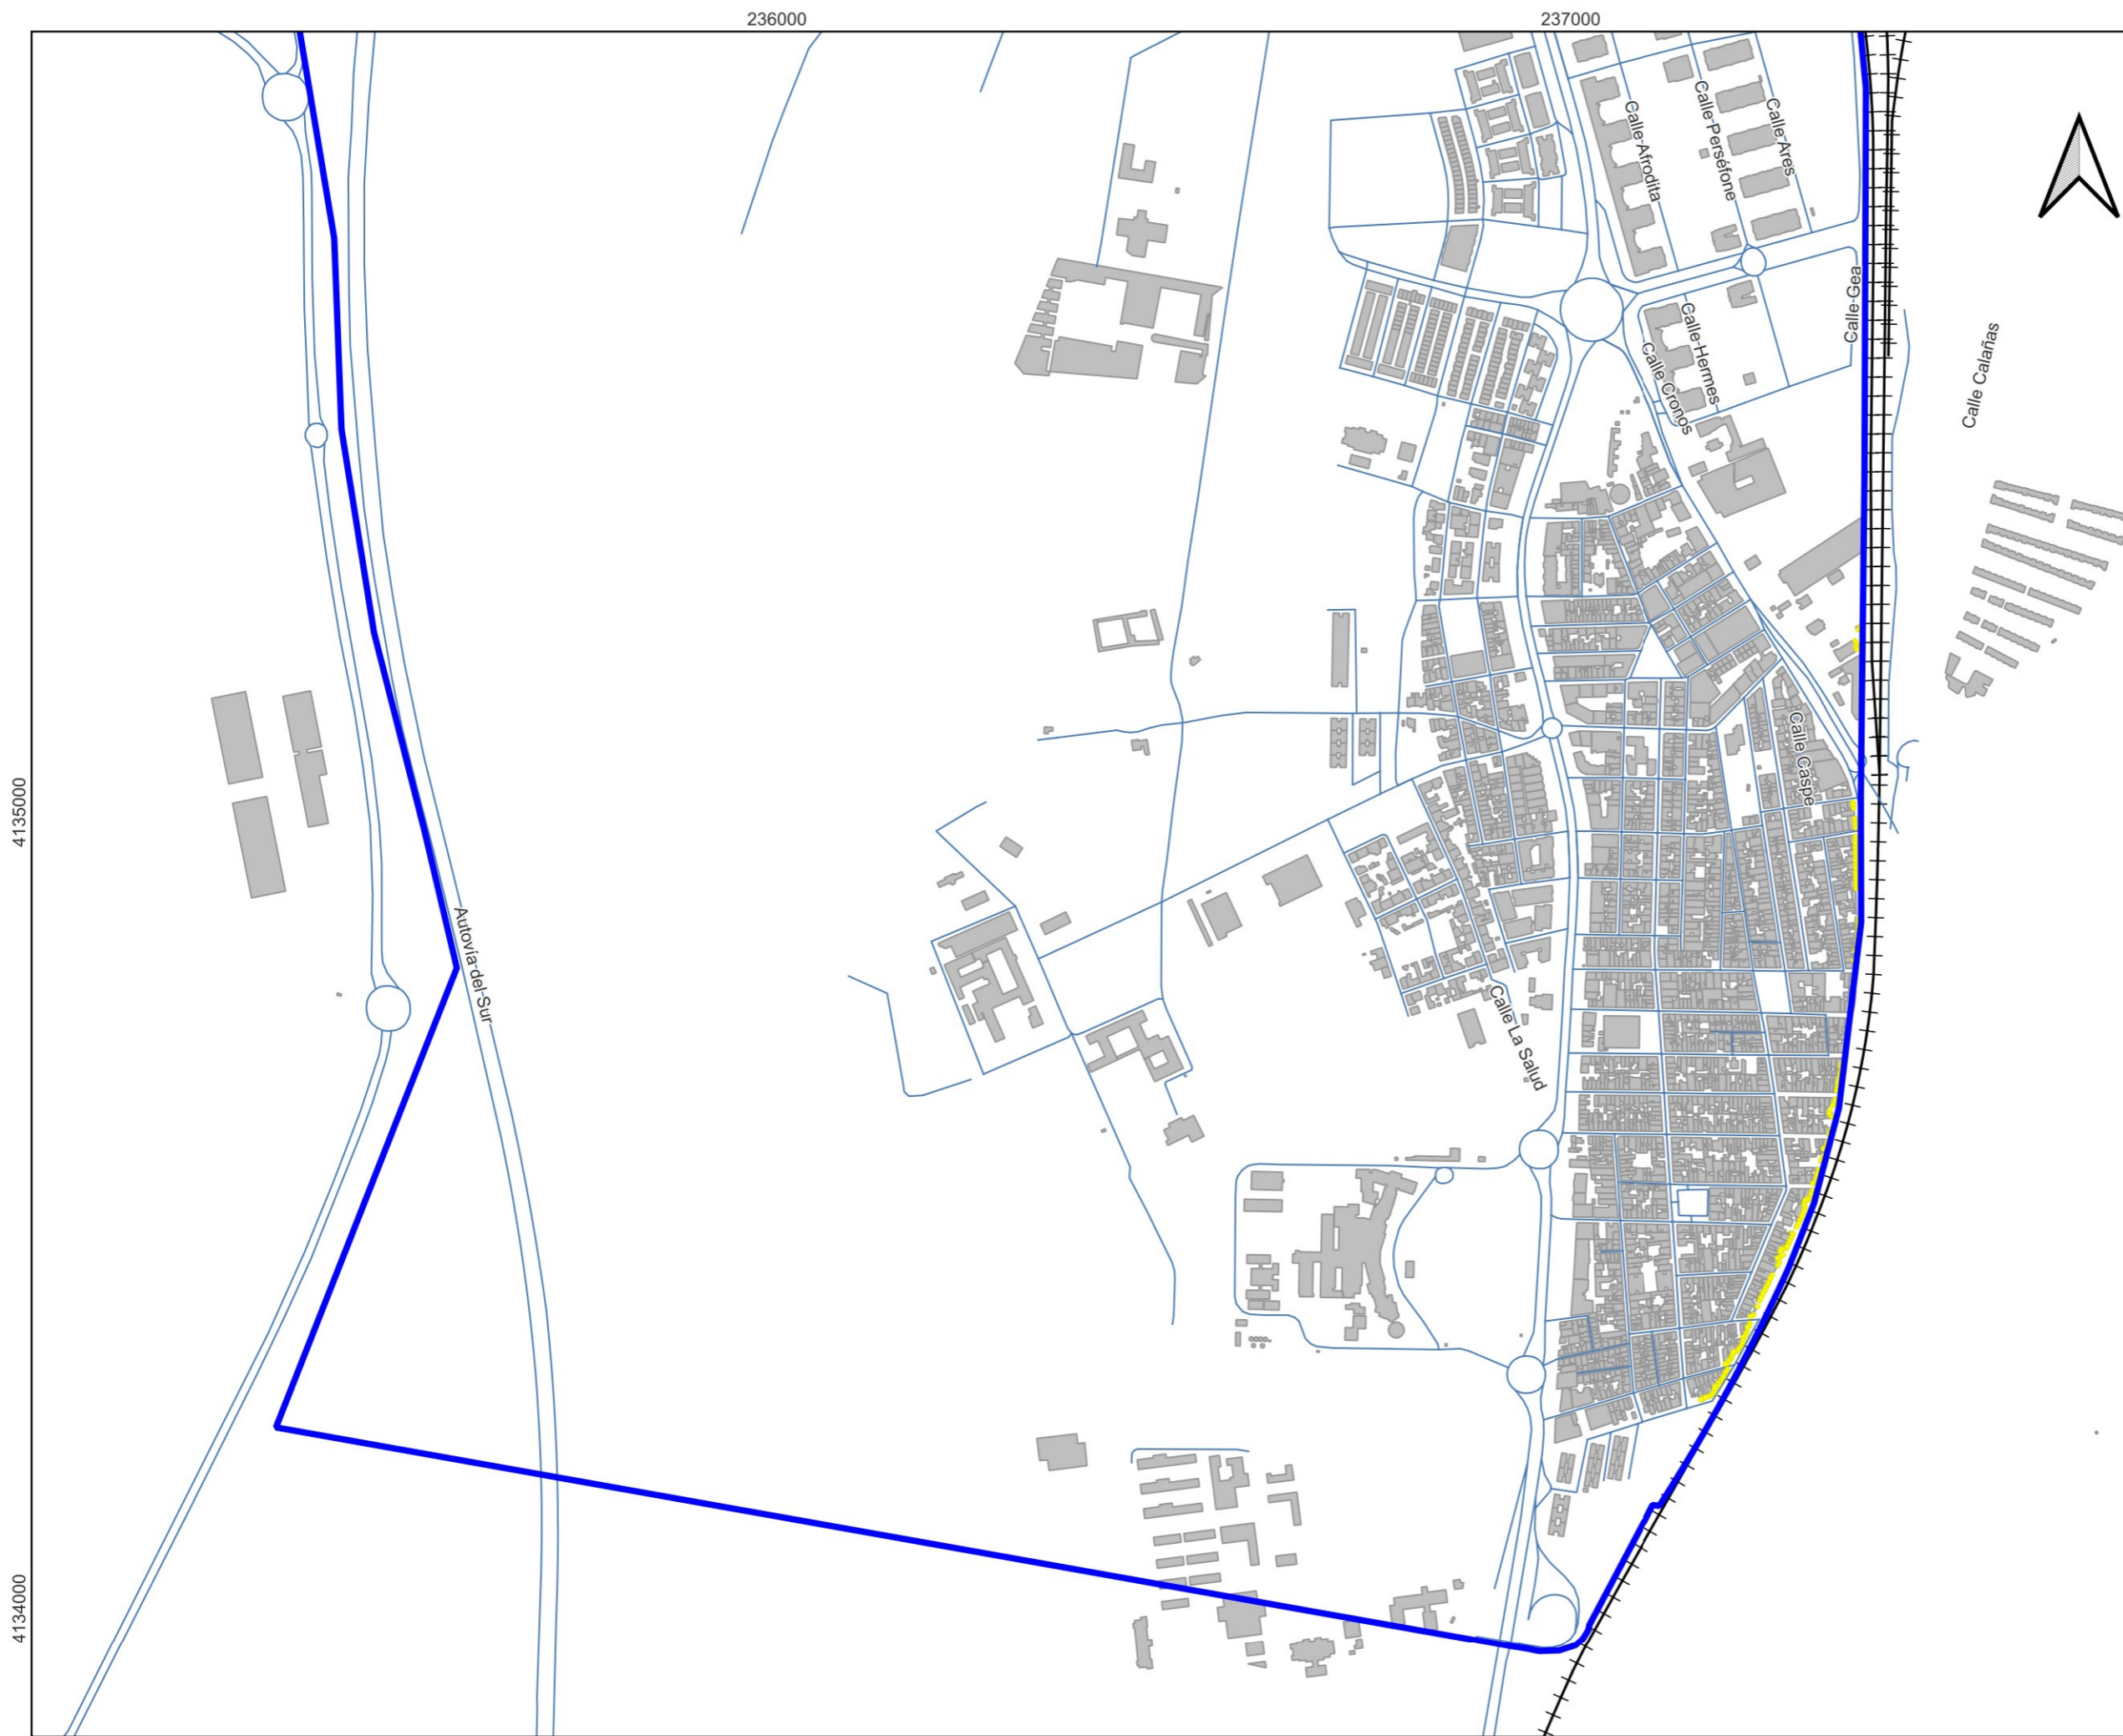 236000
237000
Calle Afrodita
Calle Perséfone
Calle Ares
Calle Gea
Calle Hermes
Calle Cronos
Calle Calañas
Calle Caspe
4135000
Autovía del Sur
Calle La Salud
4134000